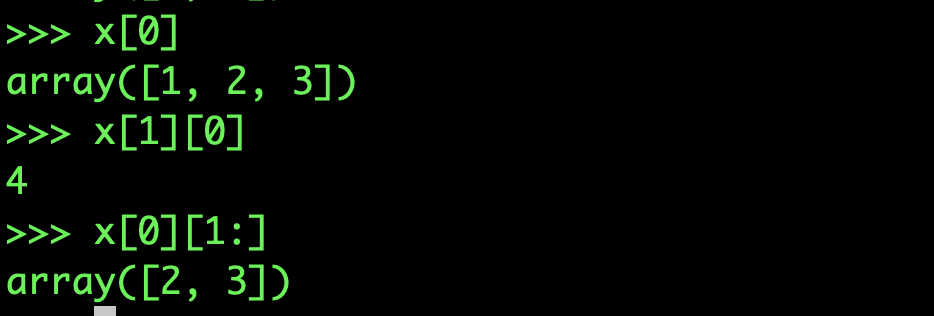 >>> x[0]
array([1, 2, 3])
>>> x[1][0]
4
>>> x[0][1:]
array([2, 3])